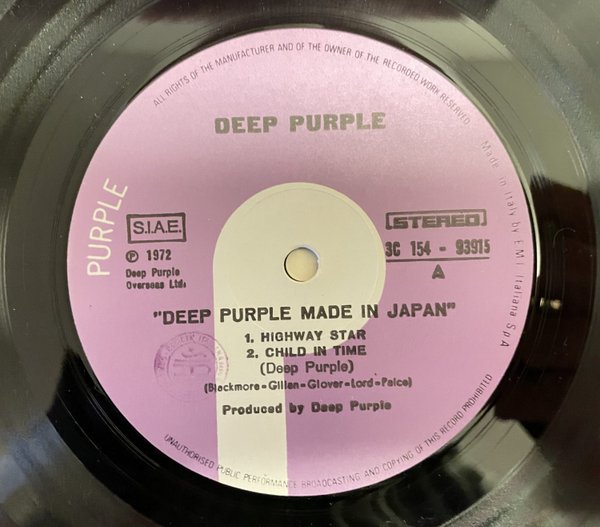 ALL RIGHTS OF THE MANUFACTURER AND OF THE OWNER OF THE RECORDED WORK RESERVED
DEEP PURPLE
PURPLE
S.I.A.E.
STEREO
℗ 1972
3C 154 - 93915
Deep Purple
Overseas Ltd.
A
Made in Italy by E M I Italiana S p A
"DEEP PURPLE MADE IN JAPAN"
1. HIGHWAY STAR
2. CHILD IN TIME
(Deep Purple)
(Blackmore-Gillan-Glover-Lord-Paice)
Produced by Deep Purple
UNAUTHORISED PUBLIC PERFORMANCE BROADCASTING AND COPYING OF THIS RECORD PROHIBITED